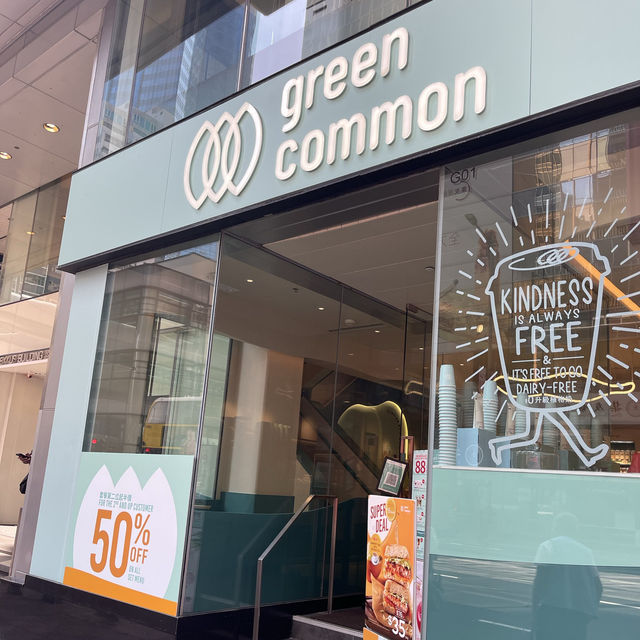 green
common
G01
KINDNESS
IS ALWAYS
FREE
&
IT'S FREE TO GO
DAIRY-FREE
FOR THE 2ND AND UP CUSTOMER
50%
OFF
ON ALL
SET MENU
88
SUPER
DEAL
$35